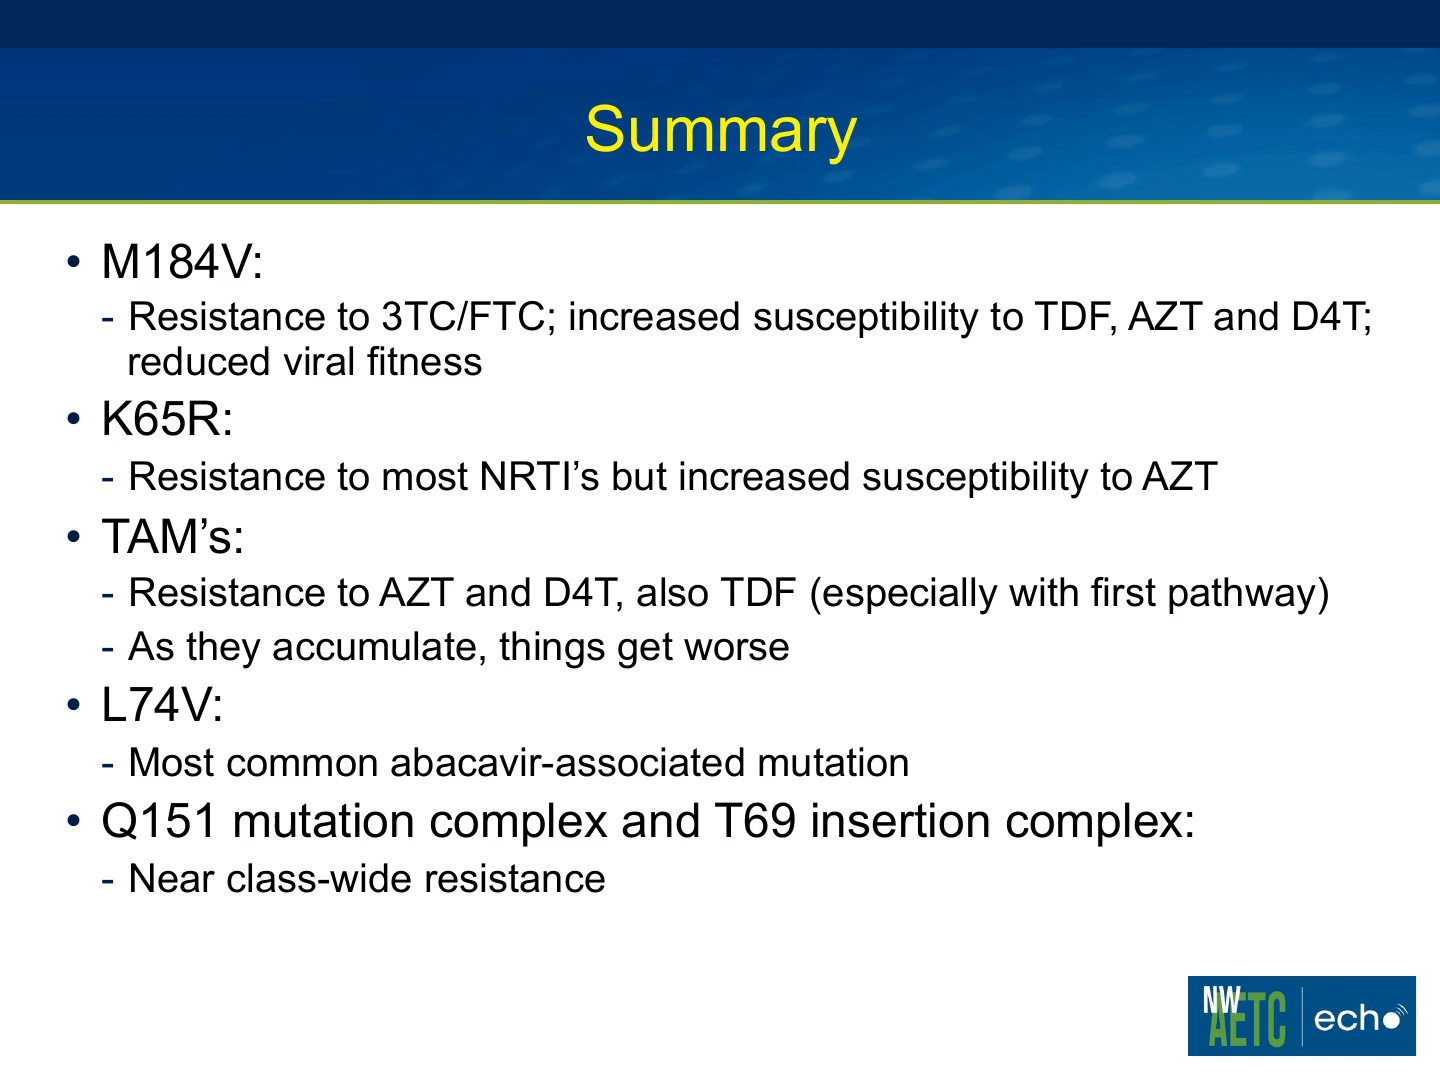 Summary
• M184V:
- Resistance to 3TC/FTC; increased susceptibility to TDF, AZT and D4T;
reduced viral fitness
• K65R:
- Resistance to most NRTI’s but increased susceptibility to AZT
• TAM’s:
- Resistance to AZT and D4T, also TDF (especially with first pathway)
- As they accumulate, things get worse
• L74V:
- Most common abacavir-associated mutation
• Q151 mutation complex and T69 insertion complex:
- Near class-wide resistance
NW
AETC
echo